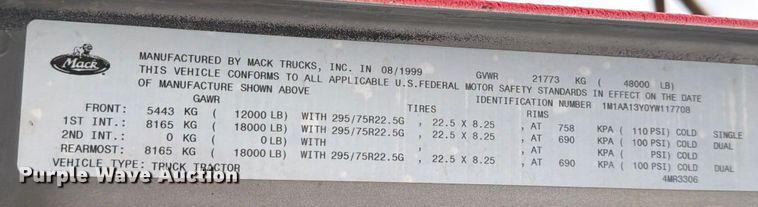 Mack
MANUFACTURED BY MACK TRUCKS, INC. IN 08/1999 GVWR 21773 KG ( 48000 LB)
THIS VEHICLE CONFORMS TO ALL APPLICABLE U.S.FEDERAL MOTOR SAFETY STANDARDS IN EFFECT ON THE DATE
OF MANUFACTURE SHOWN ABOVE IDENTIFICATION NUMBER 1M1AA13Y0YW117708
GAWR TIRES RIMS
FRONT: 5443 KG ( 12000 LB) WITH 295/75R22.5G , 22.5 X 8.25 , AT 758 KPA ( 110 PSI) COLD SINGLE
1ST INT.: 8165 KG ( 18000 LB) WITH 295/75R22.5G , 22.5 X 8.25 , AT 690 KPA ( 100 PSI) COLD DUAL
2ND INT.: 0 KG ( 0 LB) WITH , , AT KPA ( PSI) COLD
REARMOST: 8165 KG ( 18000 LB) WITH 295/75R22.5G , 22.5 X 8.25 , AT 690 KPA ( 100 PSI) COLD DUAL
VEHICLE TYPE: TRUCK TRACTOR 4MR3306
Purple Wave Auction